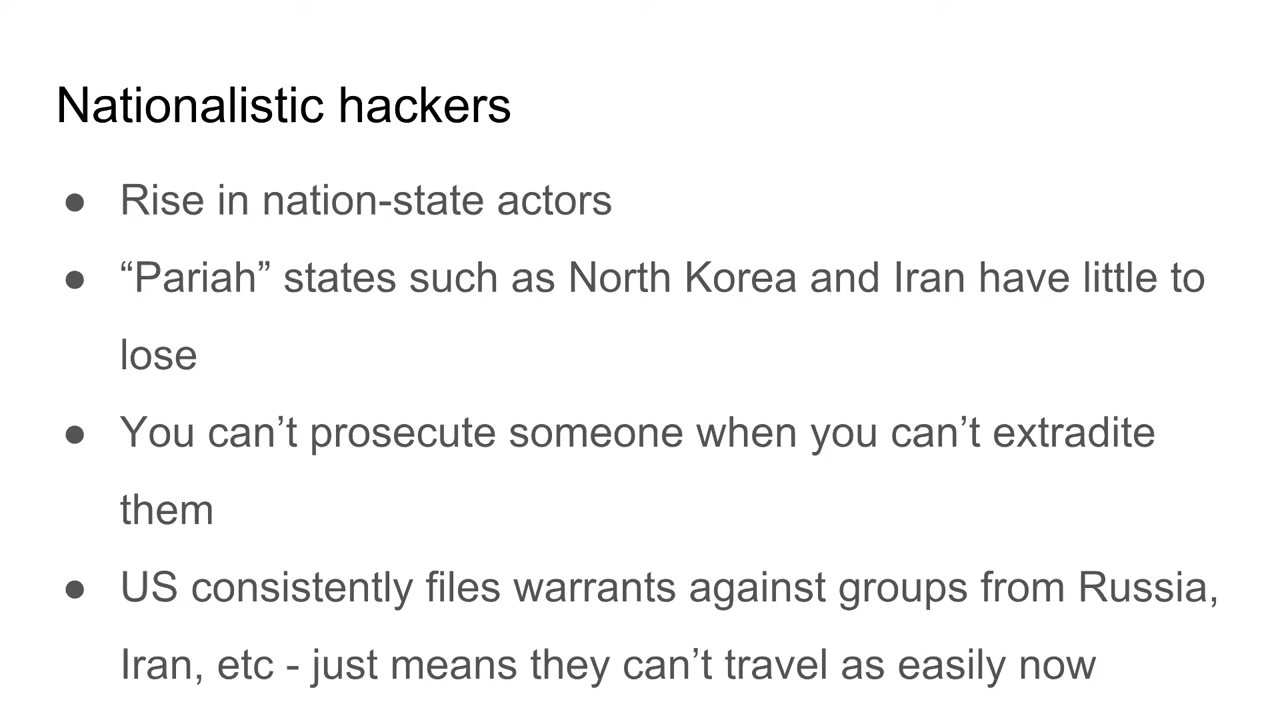 Nationalistic hackers
● Rise in nation-state actors
● “Pariah” states such as North Korea and Iran have little to
lose
● You can’t prosecute someone when you can’t extradite
them
● US consistently files warrants against groups from Russia,
Iran, etc - just means they can’t travel as easily now